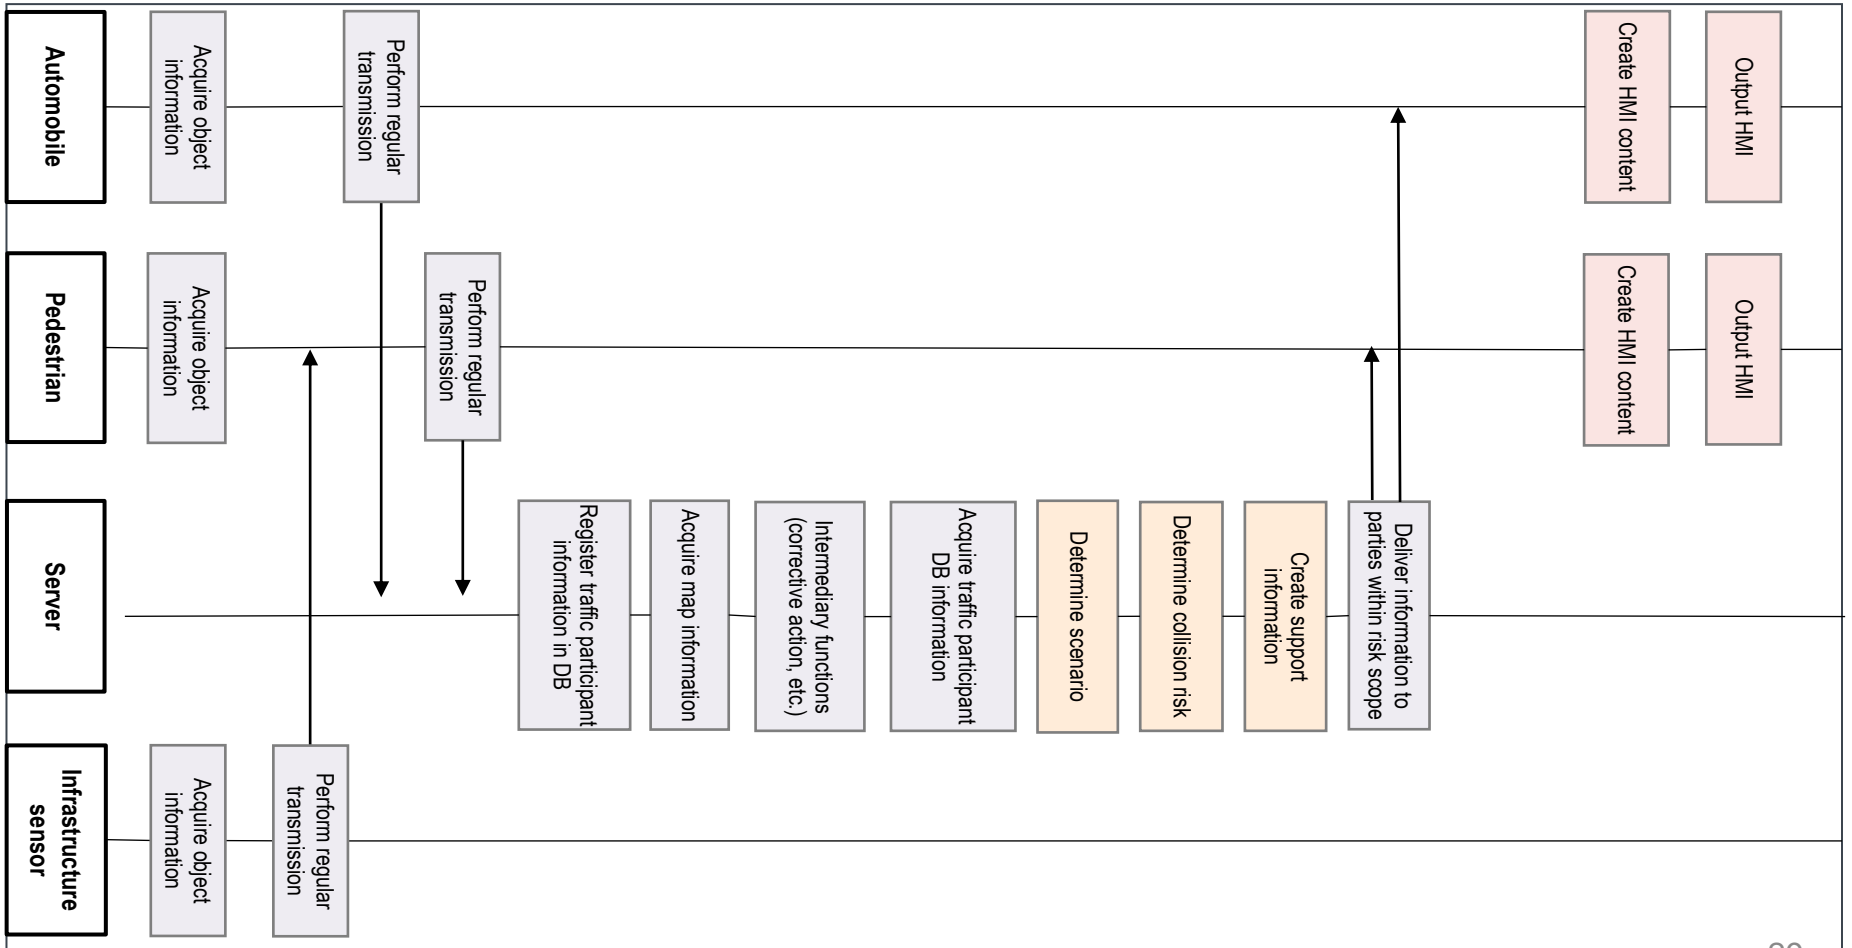 Automobile
Acquire object
information
Perform regular
transmission
Create HMI content
Output HMI
Pedestrian
Acquire object
information
Perform regular
transmission
Create HMI content
Output HMI
Server
Register traffic participant
information in DB
Acquire map information
Intermediary functions
(corrective action, etc.)
Acquire traffic participant
DB information
Determine scenario
Determine collision risk
Create support
information
Deliver information to
parties within risk scope
Infrastructure
sensor
Acquire object
information
Perform regular
transmission